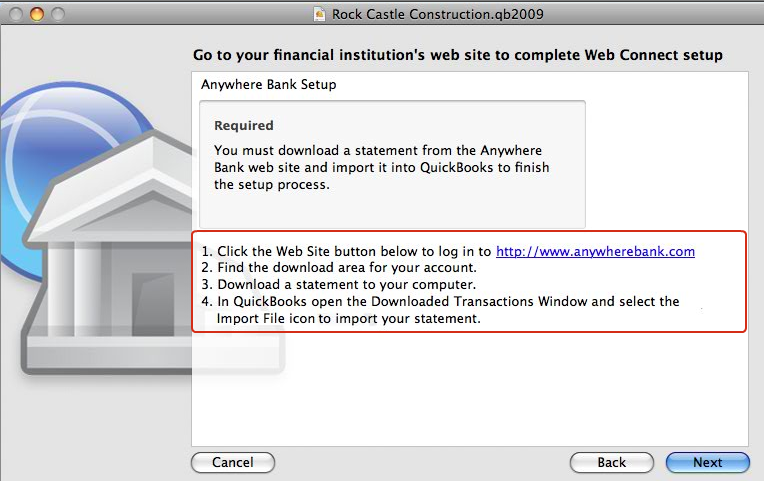 Rock Castle Construction.qb2009
Go to your financial institution's web site to complete Web Connect setup
Anywhere Bank Setup
Required
You must download a statement from the Anywhere
Bank web site and import it into QuickBooks to finish
the setup process.
1. Click the Web Site button below to log in to http://www.anywherebank.com
2. Find the download area for your account.
3. Download a statement to your computer.
4. In QuickBooks open the Downloaded Transactions Window and select the
Import File icon to import your statement.
Cancel
Back
Next